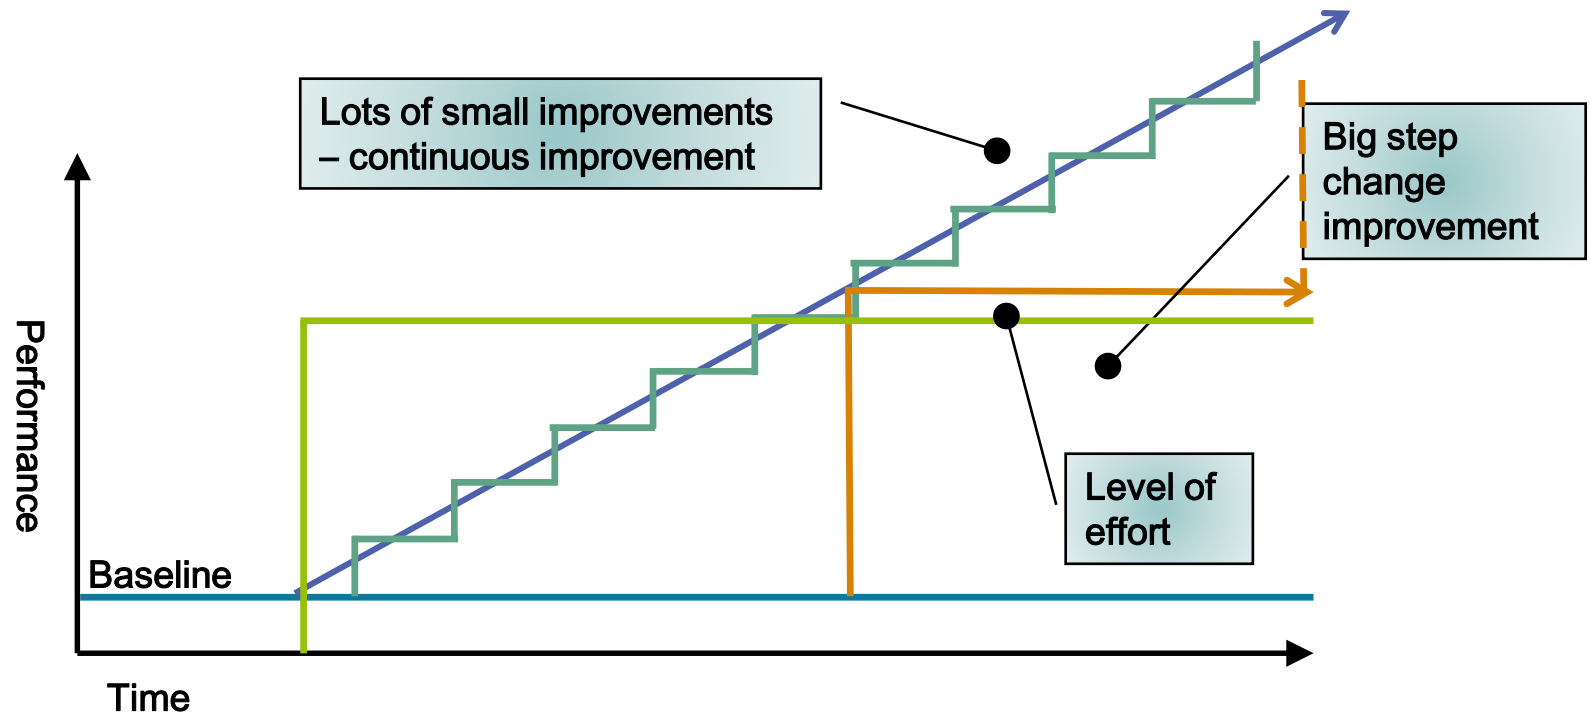 Lots of small improvements
– continuous improvement
Big step
change
improvement
Performance
Level of
effort
Baseline
Time